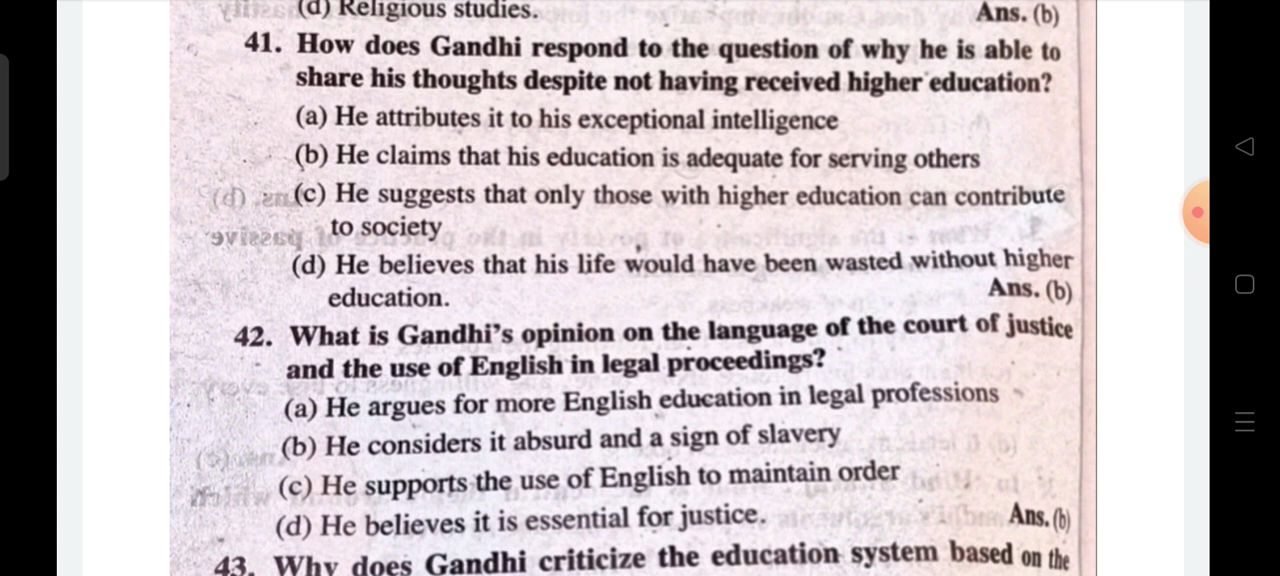 (d) Religious studies. Ans. (b)
41. How does Gandhi respond to the question of why he is able to
share his thoughts despite not having received higher education?
(a) He attributes it to his exceptional intelligence
(b) He claims that his education is adequate for serving others
(c) He suggests that only those with higher education can contribute
to society
(d) He believes that his life would have been wasted without higher
education. Ans. (b)
42. What is Gandhi's opinion on the language of the court of justice
and the use of English in legal proceedings?
(a) He argues for more English education in legal professions
(b) He considers it absurd and a sign of slavery
(c) He supports the use of English to maintain order
(d) He believes it is essential for justice. Ans. (b)
43. Why does Gandhi criticize the education system based on the